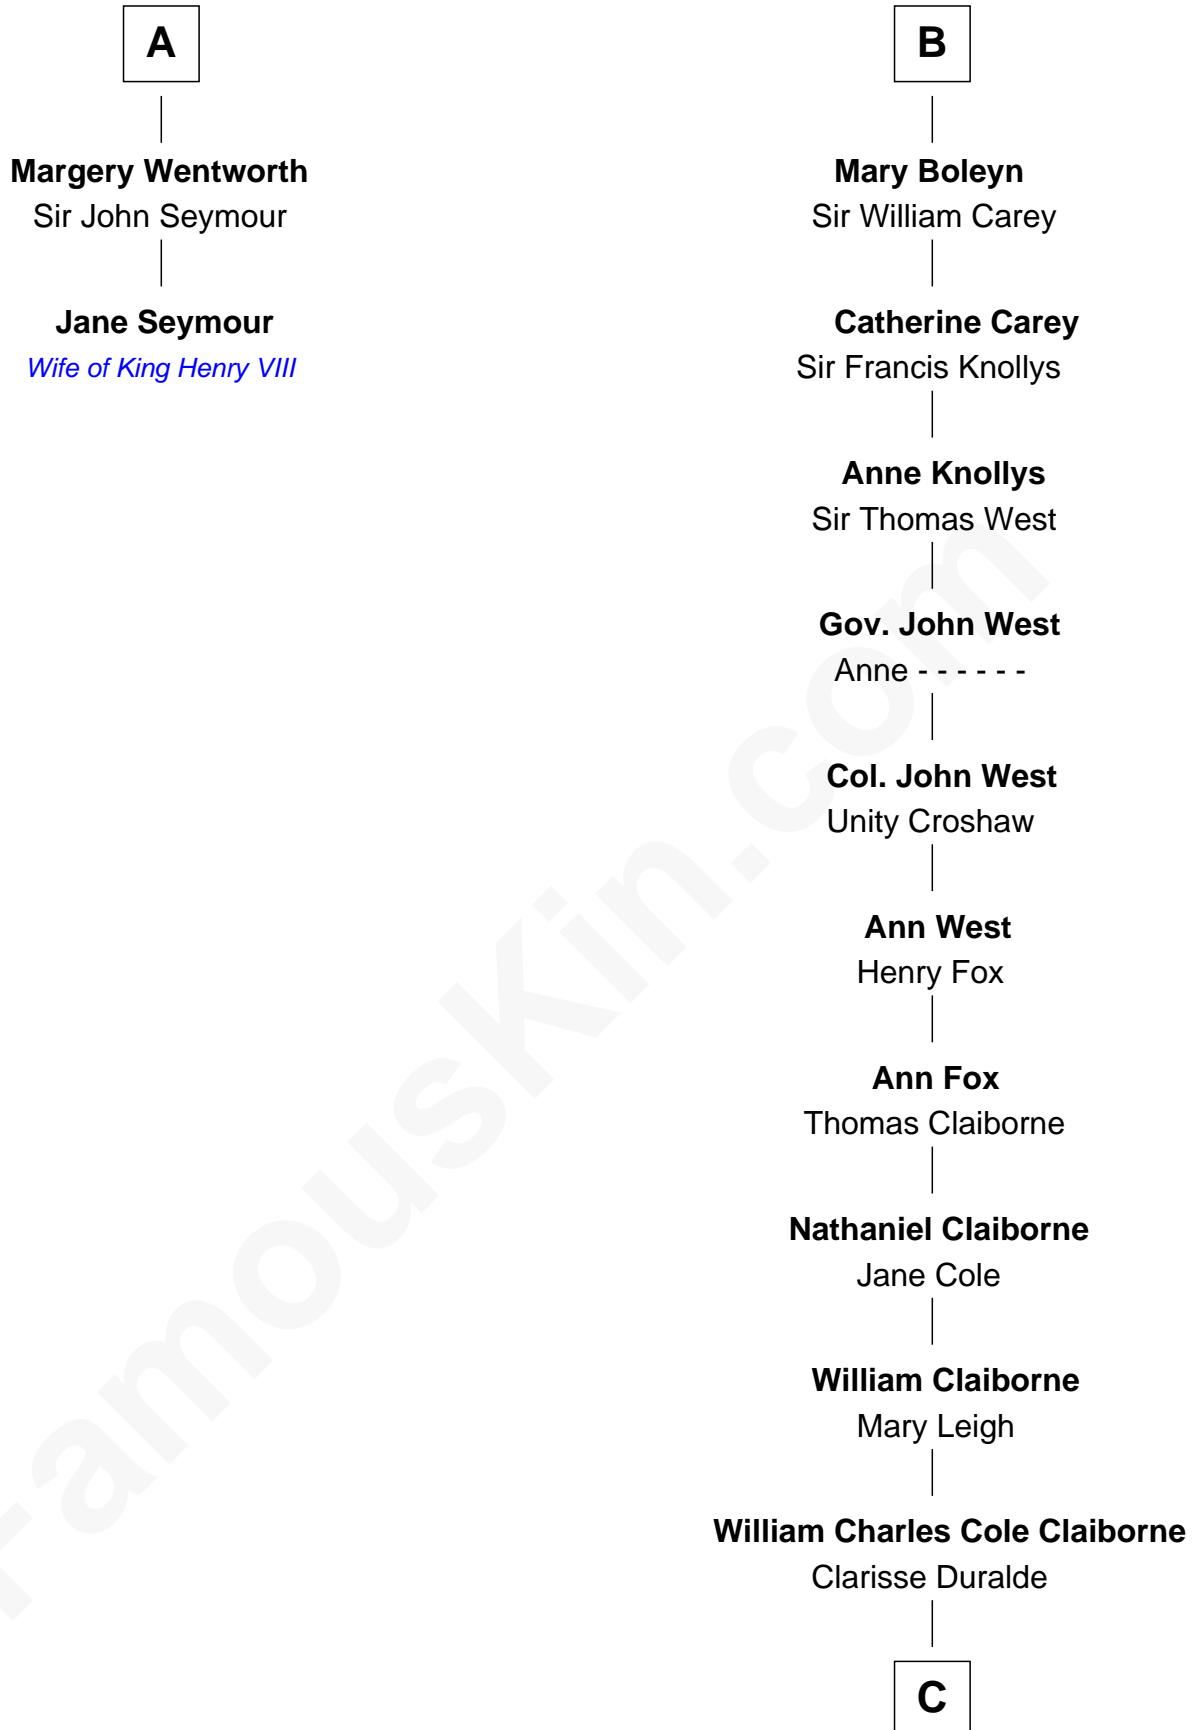 A
Margery Wentworth
Sir John Seymour
Jane Seymour
Wife of King Henry VIII
B
Mary Boleyn
Sir William Carey
Catherine Carey
Sir Francis Knollys
Anne Knollys
Sir Thomas West
Gov. John West
Anne - - - - - -
Col. John West
Unity Croshaw
Ann West
Henry Fox
Ann Fox
Thomas Claiborne
Nathaniel Claiborne
Jane Cole
William Claiborne
Mary Leigh
William Charles Cole Claiborne
Clarisse Duralde
C
FamousKin.com